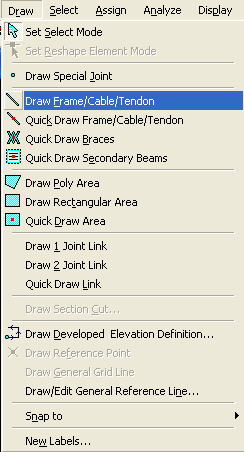 Draw Select Assign Analyze Display
Set Select Mode
Set Reshape Element Mode
Draw Special Joint
Draw Frame/Cable/Tendon
Quick Draw Frame/Cable/Tendon
Quick Draw Braces
Quick Draw Secondary Beams
Draw Poly Area
Draw Rectangular Area
Quick Draw Area
Draw 1 Joint Link
Draw 2 Joint Link
Quick Draw Link
Draw Section Cut...
Draw Developed Elevation Definition...
Draw Reference Point
Draw General Grid Line
Draw/Edit General Reference Line...
Snap to
New Labels...